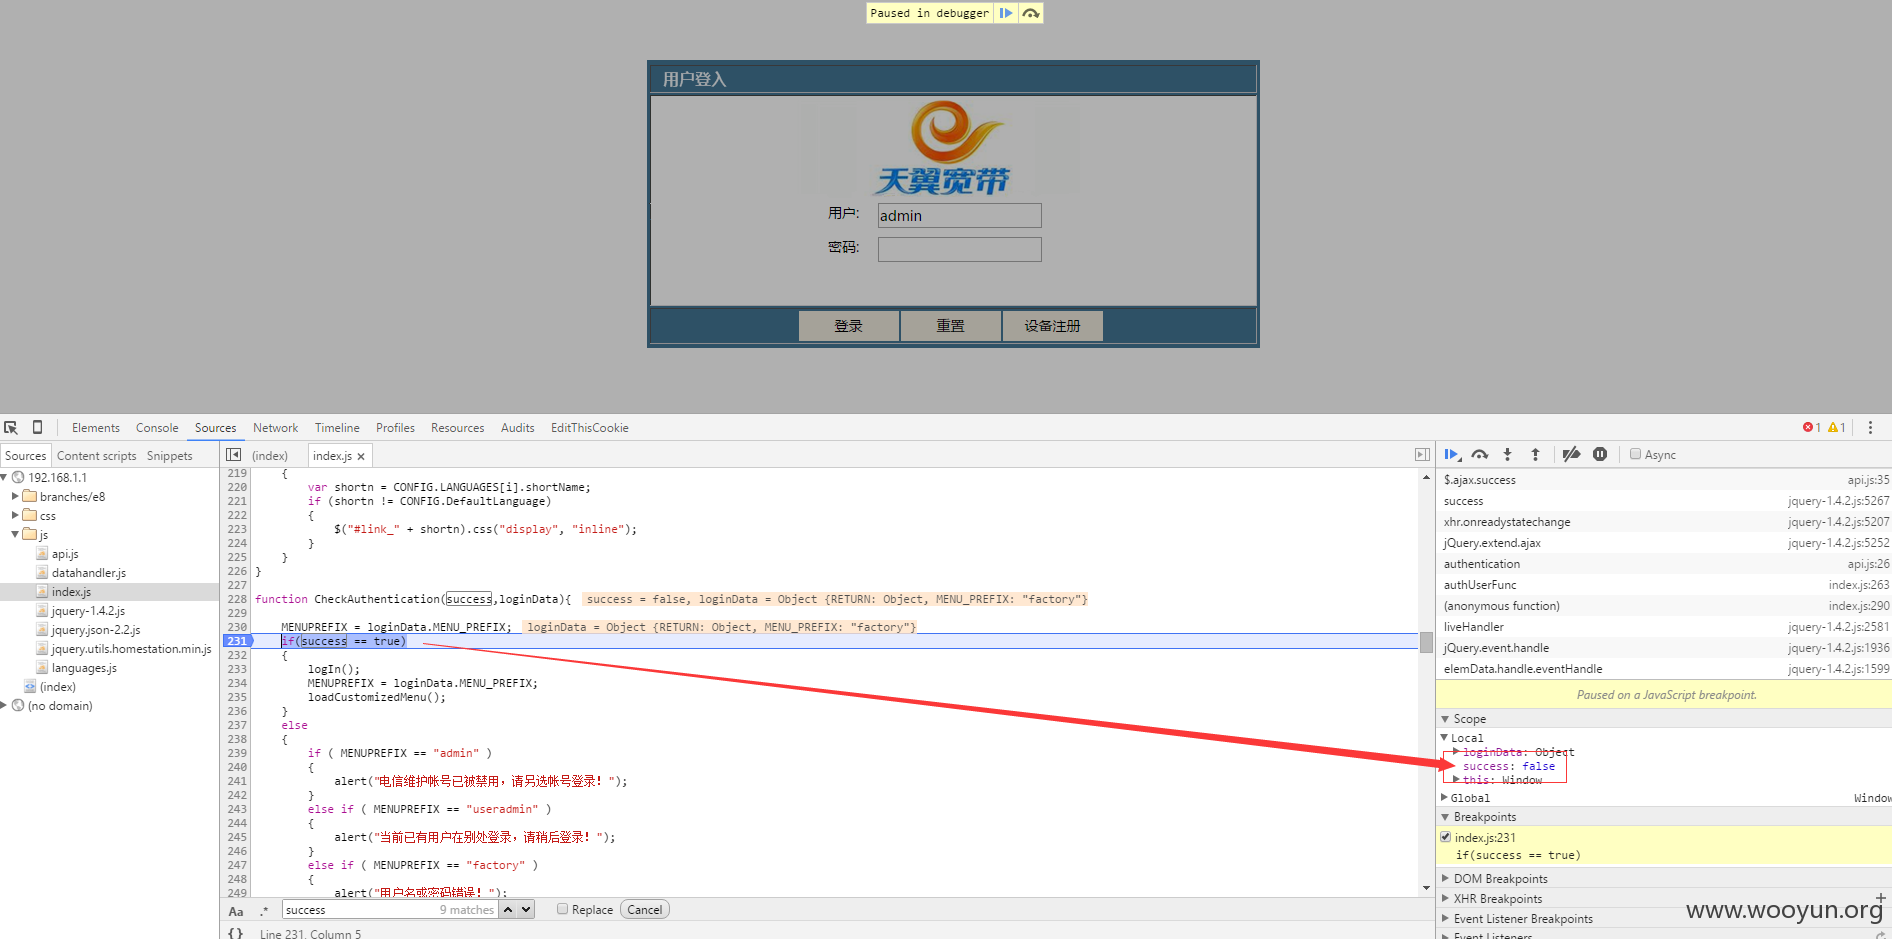 Paused in debugger
用户登入
天翼宽带
用户:
admin
密码:
登录
重置
设备注册
Elements
Console
Sources
Network
Timeline
Profiles
Resources
Audits
EditThisCookie
1
1
Sources
Content scripts
Snippets
192.168.1.1
branches/e8
css
js
api.js
datahandler.js
index.js
jquery-1.4.2.js
jquery.json-2.2.js
jquery.utils.homestation.min.js
languages.js
(index)
(no domain)
(index)
index.js ×
219 {
220 var shortn = CONFIG.LANGUAGES[i].shortName;
221 if (shortn != CONFIG.DefaultLanguage)
222 {
223 $("#link_" + shortn).css("display", "inline");
224 }
225 }
226 }
227
228 function CheckAuthentication(success,loginData){ success = false, loginData = Object {RETURN: Object, MENU_PREFIX: "factory"}
229
230 MENUPREFIX = loginData.MENU_PREFIX; loginData = Object {RETURN: Object, MENU_PREFIX: "factory"}
231 if(success == true)
232 {
233 logIn();
234 MENUPREFIX = loginData.MENU_PREFIX;
235 loadCustomizedMenu();
236 }
237 else
238 {
239 if ( MENUPREFIX == "admin" )
240 {
241 alert("电信维护帐号已被禁用，请另选帐号登录！");
242 }
243 else if ( MENUPREFIX == "useradmin" )
244 {
245 alert("当前已有用户在别处登录，请稍后登录！");
246 }
247 else if ( MENUPREFIX == "factory" )
248 {
249 alert("用户名或密码错误！");
Aa .* success 9 matches Replace Cancel
{} Line 231, Column 5
Async
$.ajax.success api.js:35
success jquery-1.4.2.js:5267
xhr.onreadystatechange jquery-1.4.2.js:5207
jQuery.extend.ajax jquery-1.4.2.js:5252
authentication api.js:26
authUserFunc index.js:263
(anonymous function) index.js:290
liveHandler jquery-1.4.2.js:2581
jQuery.event.handle jquery-1.4.2.js:1936
elemData.handle.eventHandle jquery-1.4.2.js:1599
Paused on a JavaScript breakpoint.
Scope
Local
loginData: Object
success: false
this: Window
Global Window
Breakpoints
index.js:231
if(success == true)
DOM Breakpoints
XHR Breakpoints +
Event Listener Breakpoints
Event Listeners
www.wooyun.org